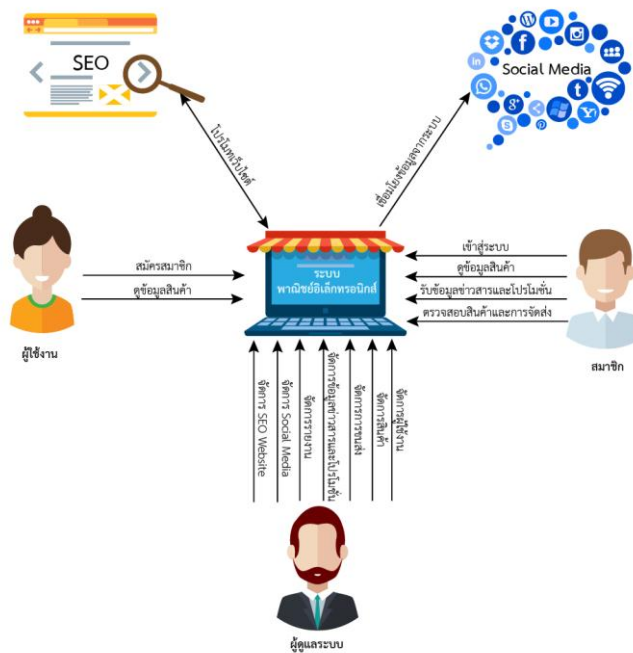 SEO
Social Media
โปรโมทเว็บไซต์
เชื่อมโยงข้อมูลจากระบบ
สมัครสมาชิก
ดูข้อมูลสินค้า
ผู้ใช้งาน
ระบบ
พาณิชย์อิเล็กทรอนิกส์
เข้าสู่ระบบ
ดูข้อมูลสินค้า
รับข้อมูลข่าวสารและโปรโมชั่น
ตรวจสอบสินค้าและการจัดส่ง
สมาชิก
จัดการ SEO Website
จัดการ Social Media
จัดการรายงาน
จัดการข้อมูลข่าวสารและโปรโมชั่น
จัดการการขนส่ง
จัดการสินค้า
จัดการผู้ใช้งาน
ผู้ดูแลระบบ